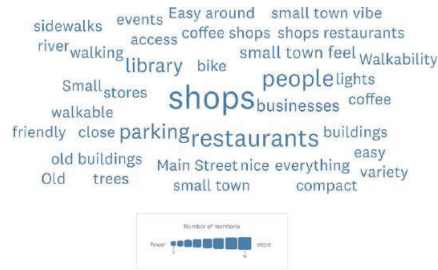 Easy around small town vibe
sidewalks events
access coffee shops shops restaurants
river walking small town feel Walkability
library bike
people lights
Small stores shops businesses coffee
walkable
friendly close parking restaurants buildings
old buildings Main Street nice everything easy
Old trees small town compact variety
Number of mentions
fewer more